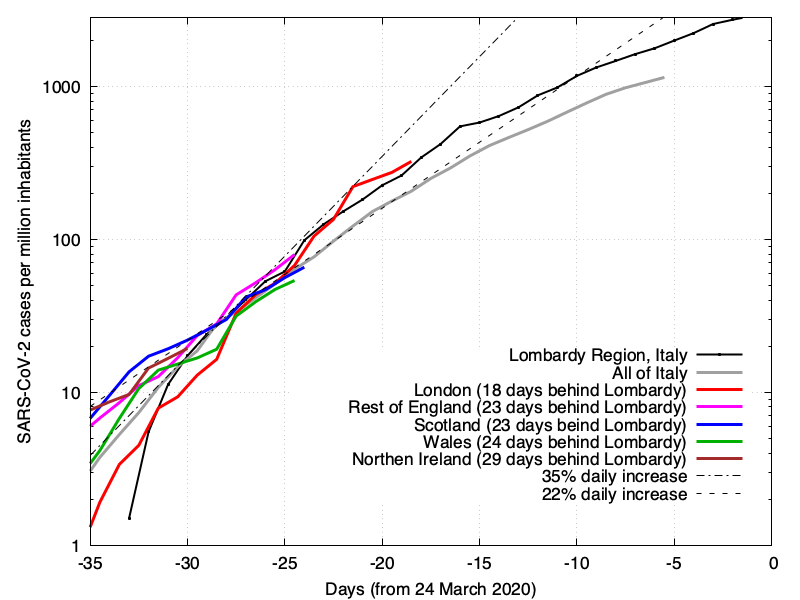 SARS-CoV-2 cases per million inhabitants
1000
100
10
1
Lombardy Region, Italy
All of Italy
London (18 days behind Lombardy)
Rest of England (23 days behind Lombardy)
Scotland (23 days beind Lombardy)
Wales (24 days behind Lombardy)
Northen Ireland (29 days behind Lombardy)
35% daily increase
22% daily increase
-35 -30 -25 -20 -15 -10 -5 0
Days (from 24 March 2020)